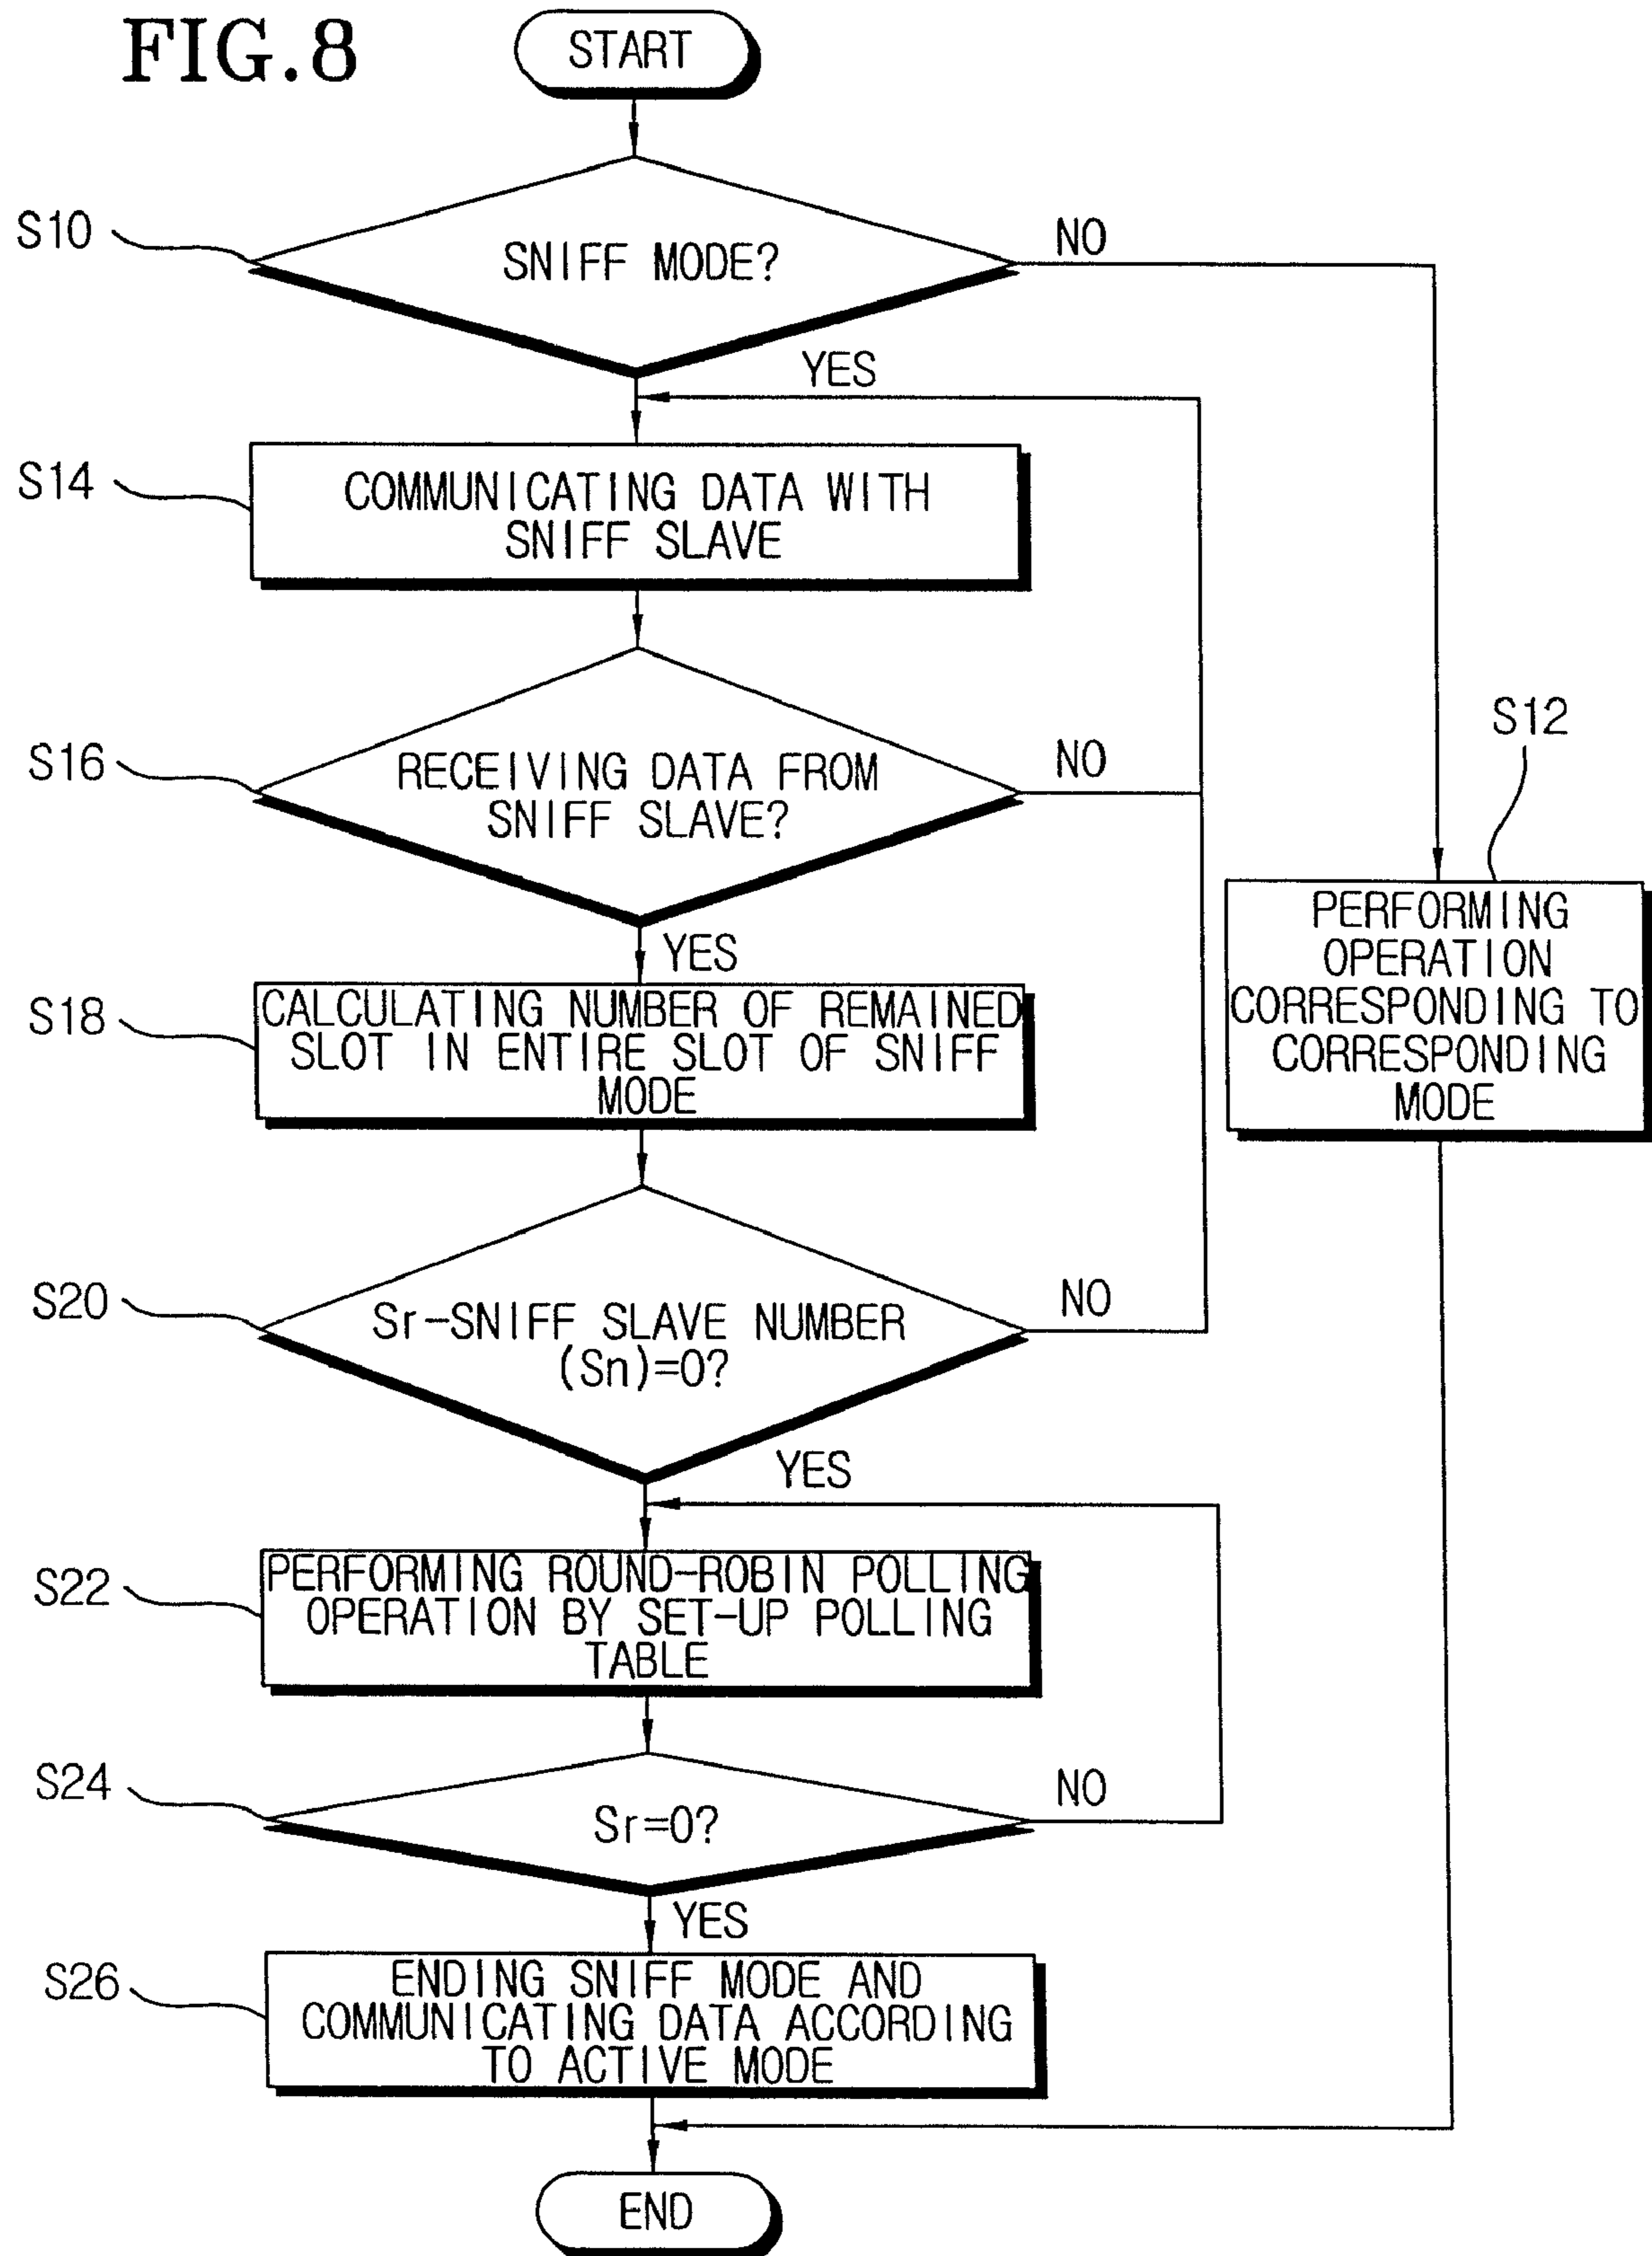 FIG.8
START
S10
SNIFF MODE?
NO
YES
S14
COMMUNICATING DATA WITH
SNIFF SLAVE
S16
RECEIVING DATA FROM
SNIFF SLAVE?
NO
S12
PERFORMING
OPERATION
CORRESPONDING TO
CORRESPONDING
MODE
YES
S18
CALCULATING NUMBER OF REMAINED
SLOT IN ENTIRE SLOT OF SNIFF
MODE
S20
Sr-SNIFF SLAVE NUMBER
(Sn)=0?
NO
YES
S22
PERFORMING ROUND-ROBIN POLLING
OPERATION BY SET-UP POLLING
TABLE
S24
Sr=0?
NO
YES
S26
ENDING SNIFF MODE AND
COMMUNICATING DATA ACCORDING
TO ACTIVE MODE
END